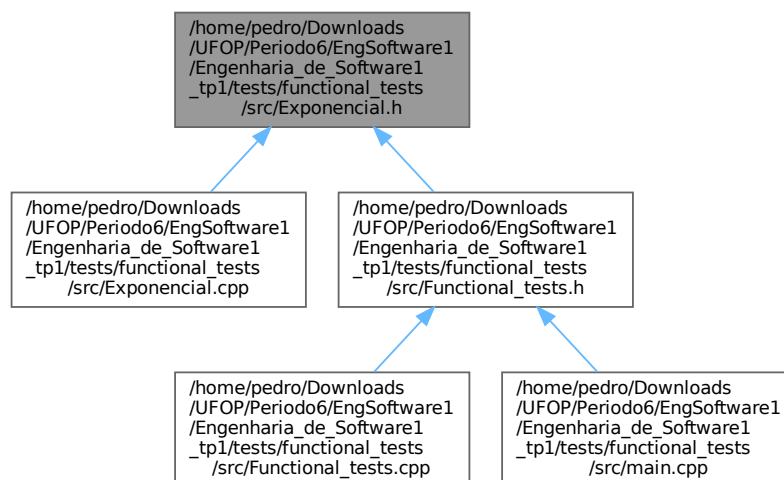 /home/pedro/Downloads
/UFOP/Periodo6/EngSoftware1
/Engenharia_de_Software1
_tp1/tests/functional_tests
/src/Exponencial.h
/home/pedro/Downloads
/UFOP/Periodo6/EngSoftware1
/Engenharia_de_Software1
_tp1/tests/functional_tests
/src/Exponencial.cpp
/home/pedro/Downloads
/UFOP/Periodo6/EngSoftware1
/Engenharia_de_Software1
_tp1/tests/functional_tests
/src/Functional_tests.h
/home/pedro/Downloads
/UFOP/Periodo6/EngSoftware1
/Engenharia_de_Software1
_tp1/tests/functional_tests
/src/Functional_tests.cpp
/home/pedro/Downloads
/UFOP/Periodo6/EngSoftware1
/Engenharia_de_Software1
_tp1/tests/functional_tests
/src/main.cpp